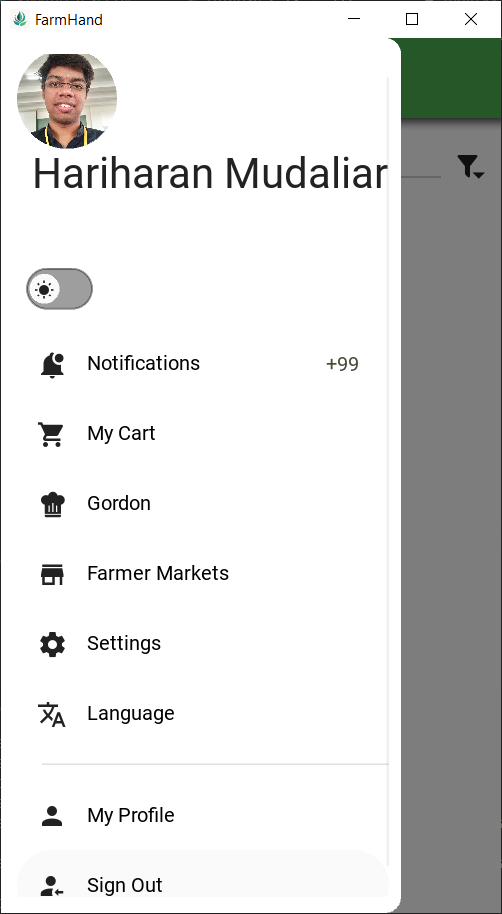 FarmHand
Hariharan Mudaliar
Notifications +99
My Cart
Gordon
Farmer Markets
Settings
Language
My Profile
Sign Out